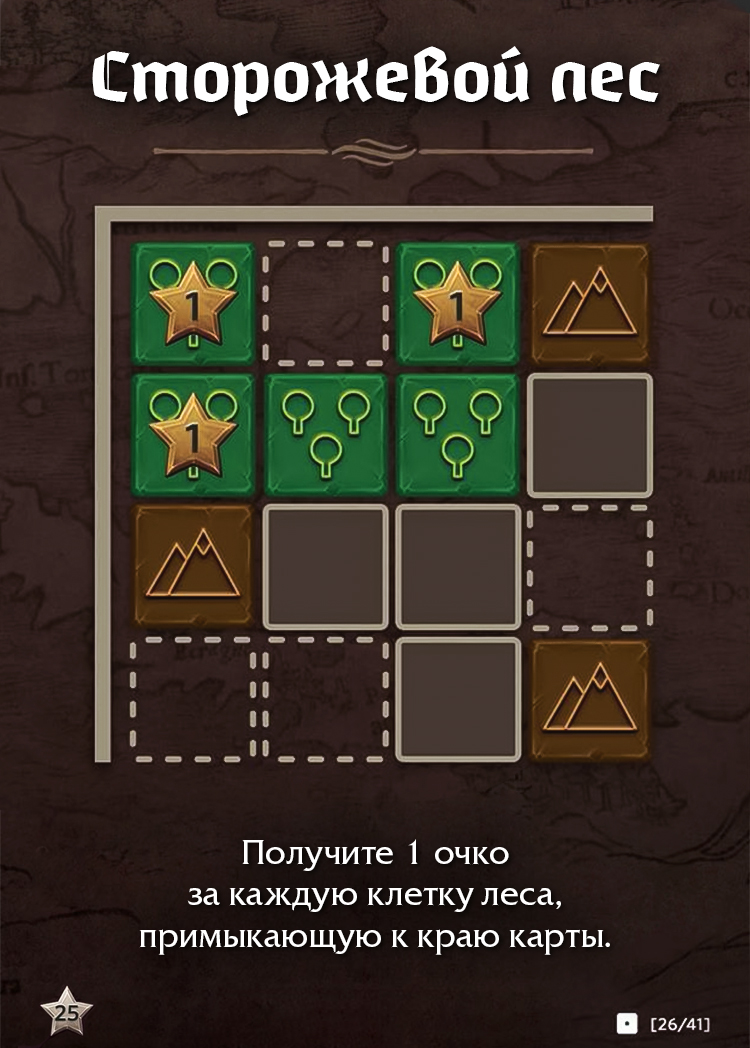 Сторожевой лес
1 1
1
Получите 1 очко
за каждую клетку леса,
примыкающую к краю карты.
25 [26/41]